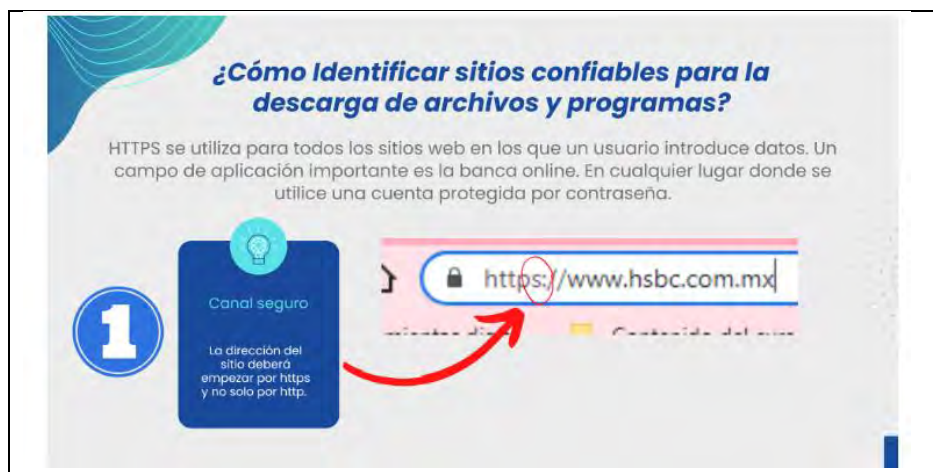 ¿Cómo Identificar sitios confiables para la
descarga de archivos y programas?
HTTPS se utiliza para todos los sitios web en los que un usuario introduce datos. Un
campo de aplicación importante es la banca online. En cualquier lugar donde se
utilice una cuenta protegida por contraseña.
1
Canal seguro
La dirección del
sitio deberá
empezar por https
y no solo por http.
https://www.hsbc.com.mx